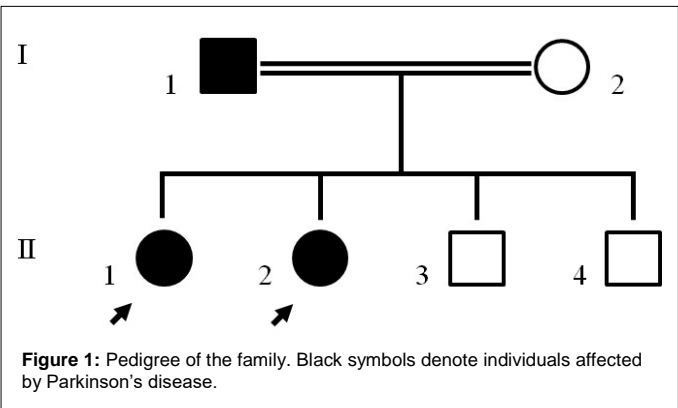 I
1
2
II
1
2
3
4
Figure 1: Pedigree of the family. Black symbols denote individuals affected
by Parkinson’s disease.